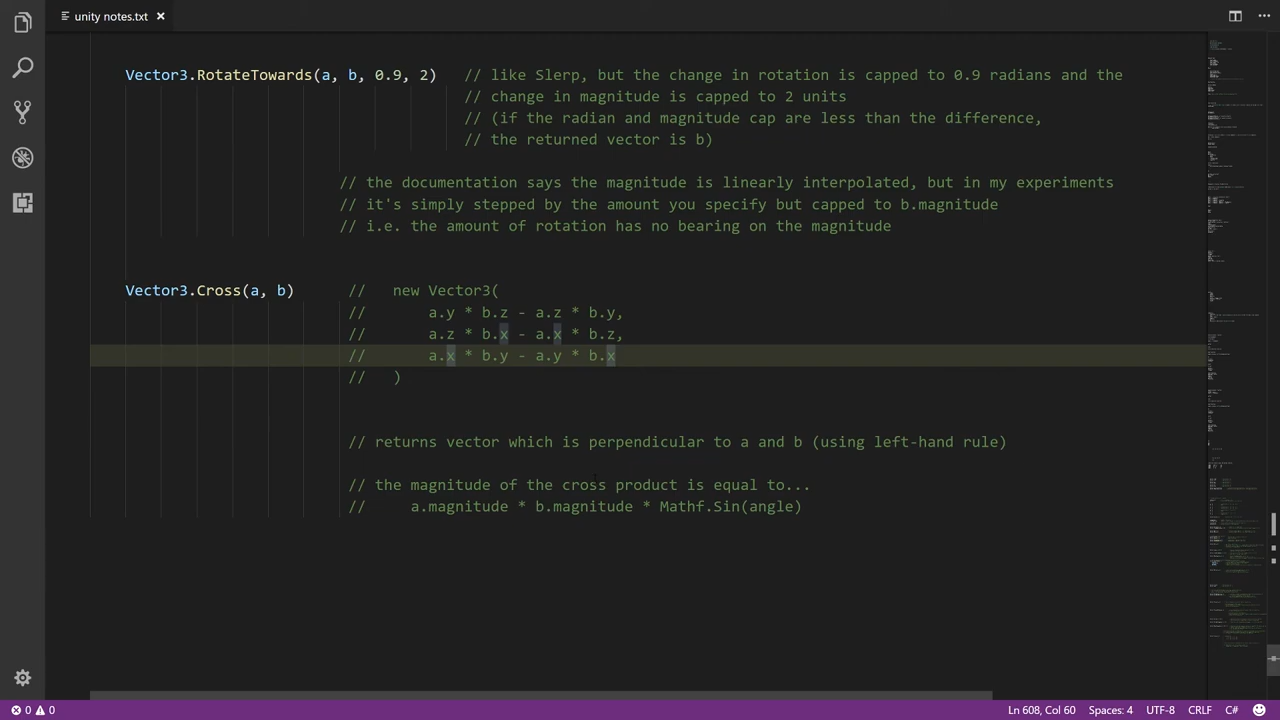 unity notes.txt
Vector3.RotateTowards(a, b, 0.9, 2) // like Slerp, but the change in rotation is capped to 0.9 radians and the
// change in magnitude is capped to 2 units
// (if the radian and magnitude cap are less than the difference,
// the returned vector is b)
// the documentation says the magnitude is linearly interpolated, but in my experiments
// it's simply stepped by the amount you specify but capped to b.magnitude
// i.e. the amount of rotation has no bearing on the magnitude
Vector3.Cross(a, b) // new Vector3(
// a.y * b.z - a.z * b.y,
// a.z * b.x - a.x * b.z,
// a.x * b.y - a.y * b.x
// )
// returns vector which is perpendicular to a and b (using left-hand rule)
// the magnitude of the cross product is equal to...
// a.magnitude * b.magnitude * Mathf.Sin(angle)
0 0 Ln 608, Col 60 Spaces: 4 UTF-8 CRLF C#